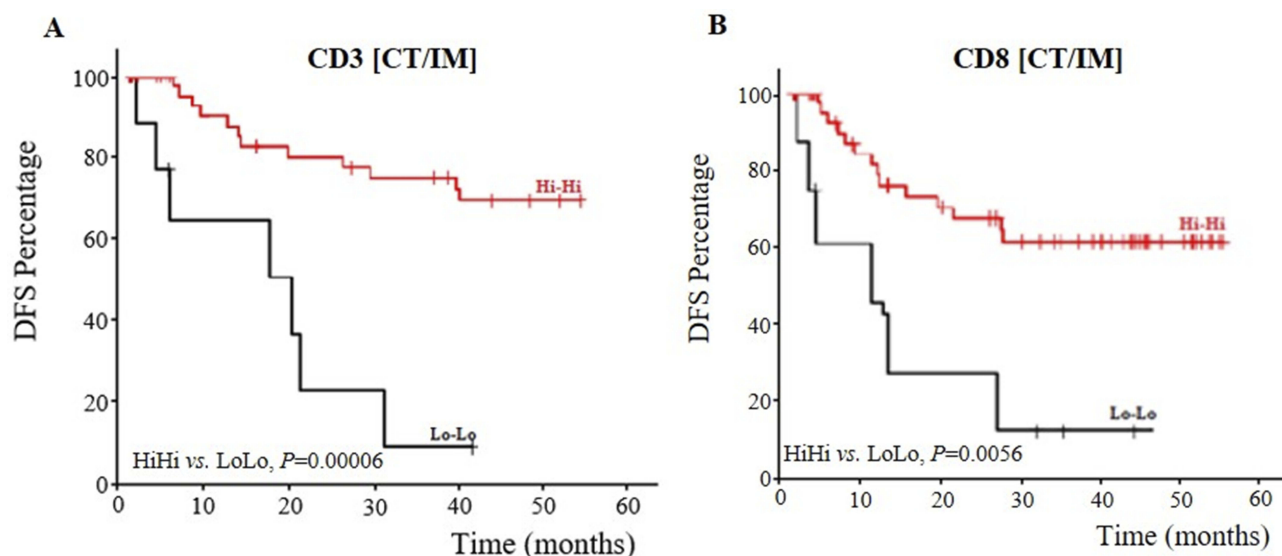 A
CD3 [CT/IM]
DFS Percentage
100
80
60
40
20
0
Hi-Hi
Lo-Lo
HiHi vs. LoLo, P=0.00006
0 10 20 30 40 50 60
Time (months)
B
CD8 [CT/IM]
DFS Percentage
100
80
60
40
20
0
Hi-Hi
Lo-Lo
HiHi vs. LoLo, P=0.0056
0 10 20 30 40 50 60
Time (months)